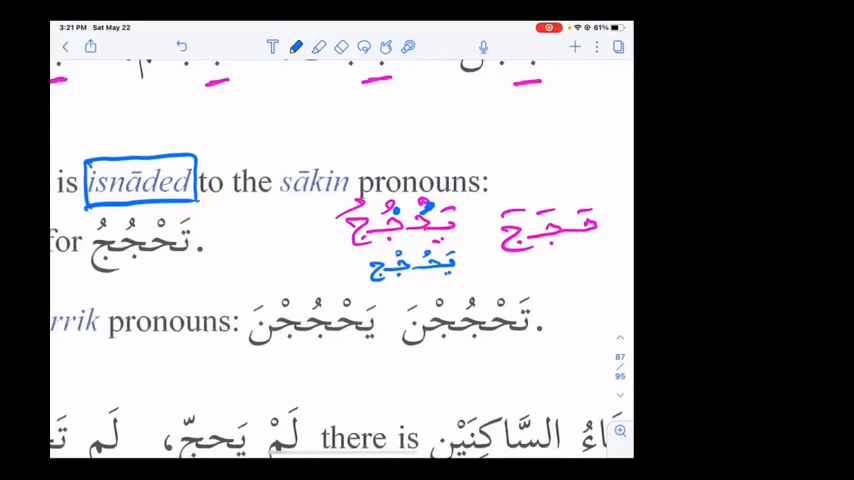 3:21 PM Sat May 22
61%
is isnāded to the sākin pronouns:
حَجَجَ
for تَحْجُجُ.
يَحُجْج
rrik pronouns: يَحْجُجْنَ تَحْجُجْنَ.
87
95
اءُ السَّاكِنَيْنِ there is لَمْ يَحجّ، لَم